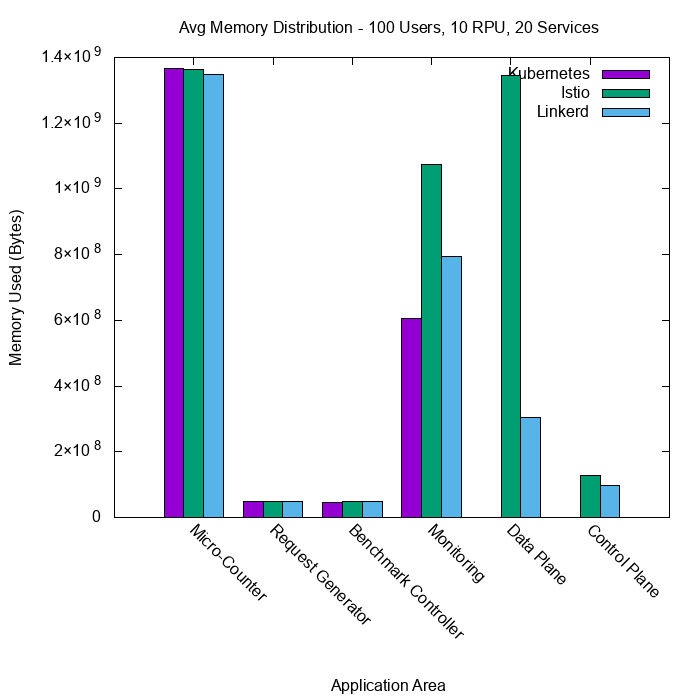 Avg Memory Distribution - 100 Users, 10 RPU, 20 Services
Kubernetes
Istio
Linkerd
1.4×10⁹
1.2×10⁹
1×10⁹
8×10⁸
6×10⁸
4×10⁸
2×10⁸
0
Memory Used (Bytes)
Micro-Counter
Request Generator
Benchmark Controller
Monitoring
Data Plane
Control Plane
Application Area